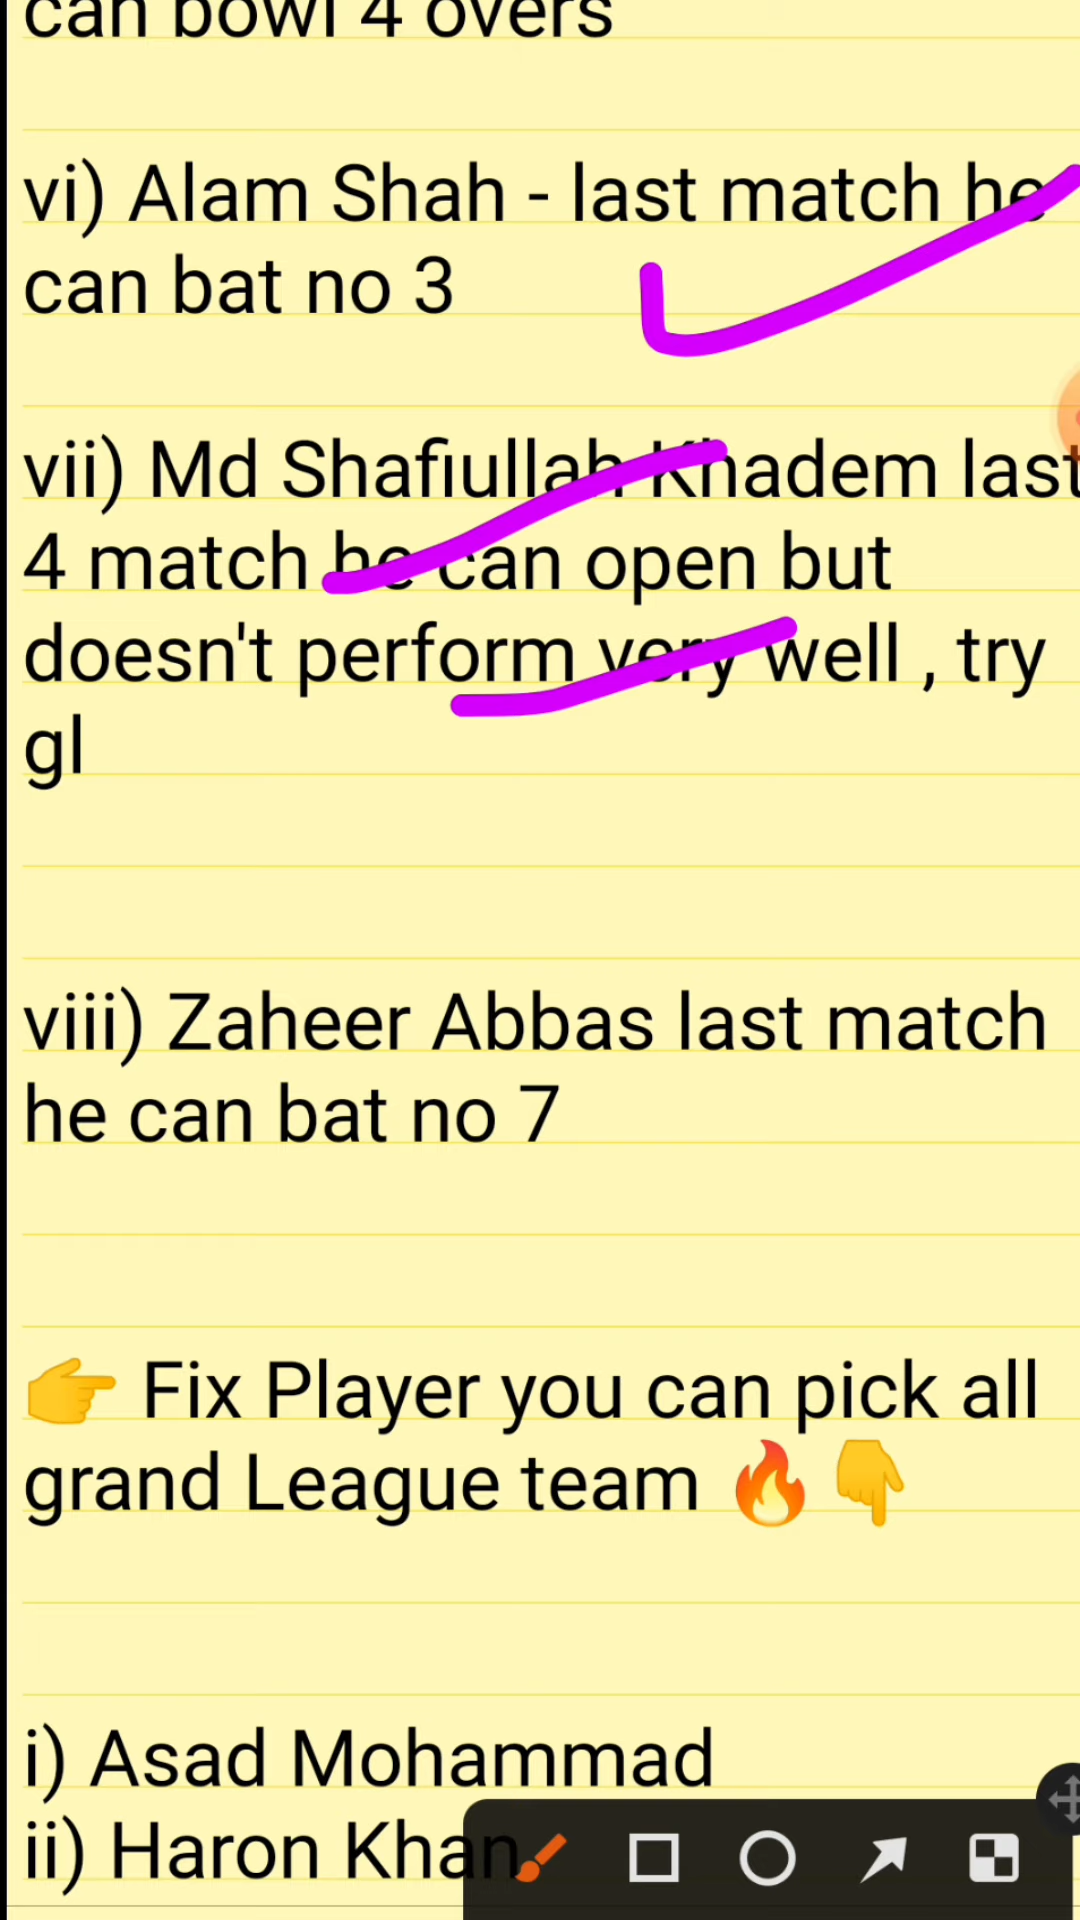 can bowl 4 overs
vi) Alam Shah - last match he
can bat no 3
vii) Md Shafiullah Khadem last
4 match he can open but
doesn't perform very well , try
gl
viii) Zaheer Abbas last match
he can bat no 7
👉 Fix Player you can pick all
grand League team 🔥👇
i) Asad Mohammad
ii) Haron Khan